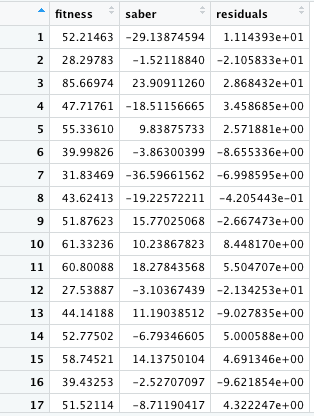 fitness saber residuals
1 52.21463 -29.13874594 1.114393e+01
2 28.29783 -1.52118840 -2.105833e+01
3 85.66974 23.90911260 2.868432e+01
4 47.71761 -18.51156665 3.458685e+00
5 55.33610 9.83875733 2.571881e+00
6 39.99826 -3.86300399 -8.655336e+00
7 31.83469 -36.59661562 -6.998595e+00
8 43.62413 -19.22572211 -4.205443e-01
9 51.87623 15.77025068 -2.667473e+00
10 61.33236 10.23867823 8.448170e+00
11 60.80088 18.27843568 5.504707e+00
12 27.53887 -3.10367439 -2.134253e+01
13 44.14188 11.19038512 -9.027835e+00
14 52.77502 -6.79346605 5.000588e+00
15 58.74521 14.13750104 4.691346e+00
16 39.43253 -2.52707097 -9.621854e+00
17 51.52114 -8.71190417 4.322247e+00